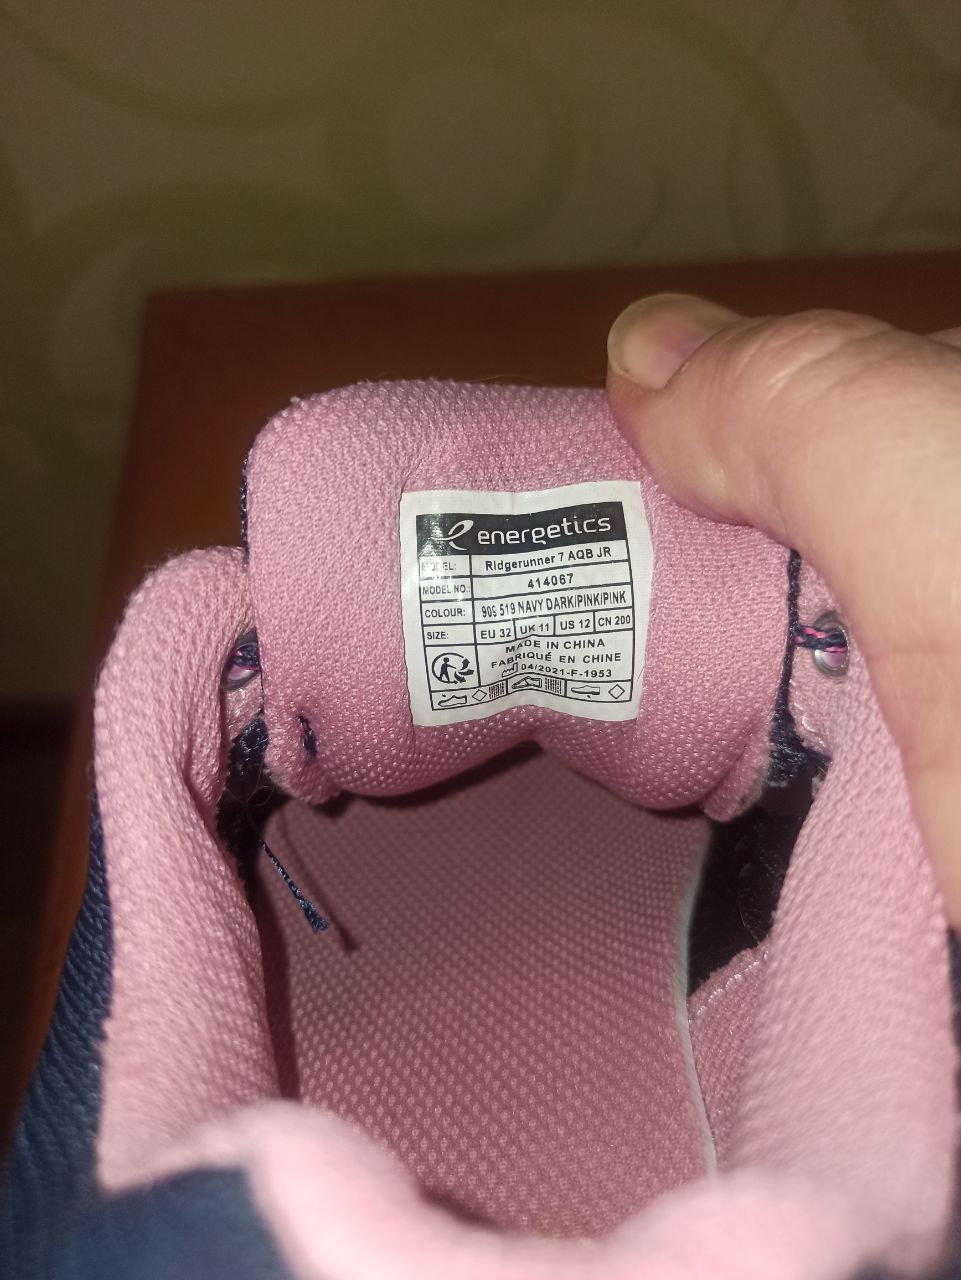 energetics
MODEL: Ridgerunner 7 AQB JR
MODEL NO.: 414067
COLOUR: 909 519 NAVY DARK/PINK/PINK
SIZE: EU 32 UK 11 US 12 CN 200
MADE IN CHINA
FABRIQUÉ EN CHINE
04/2021-F-1953